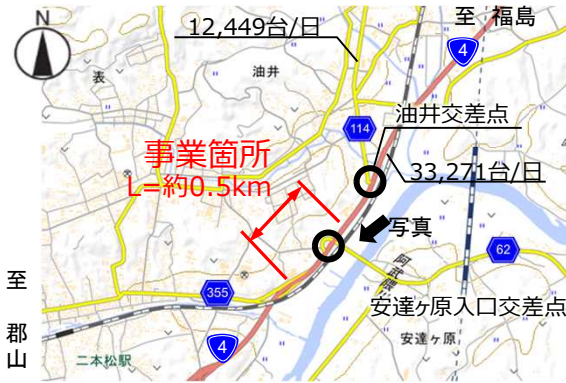 N
12,449台/日
至 福島
4
表
油井
油井交差点
114
事業箇所
L=約0.5km
33,271台/日
写真
62
阿武隈川
至 郡山
355
安達ヶ原入口交差点
4
安達ヶ原
二本松駅